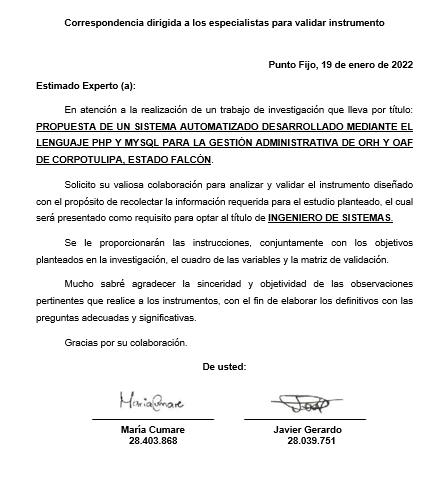 Correspondencia dirigida a los especialistas para validar instrumento
Punto Fijo, 19 de enero de 2022
Estimado Experto (a):
En atención a la realización de un trabajo de investigación que lleva por título:
PROPUESTA DE UN SISTEMA AUTOMATIZADO DESARROLLADO MEDIANTE EL
LENGUAJE PHP Y MYSQL PARA LA GESTIÓN ADMINISTRATIVA DE ORH Y OAF
DE CORPOTULIPA, ESTADO FALCÓN.
Solicito su valiosa colaboración para analizar y validar el instrumento diseñado
con el propósito de recolectar la información requerida para el estudio planteado, el cual
será presentado como requisito para optar al título de INGENIERO DE SISTEMAS.
Se le proporcionarán las instrucciones, conjuntamente con los objetivos
planteados en la investigación, el cuadro de las variables y la matriz de validación.
Mucho sabré agradecer la sinceridad y objetividad de las observaciones
pertinentes que realice a los instrumentos, con el fin de elaborar los definitivos con las
preguntas adecuadas y significativas.
Gracias por su colaboración.
De usted:
María Cumare
María Cumare Javier Gerardo
28.403.868 28.039.751